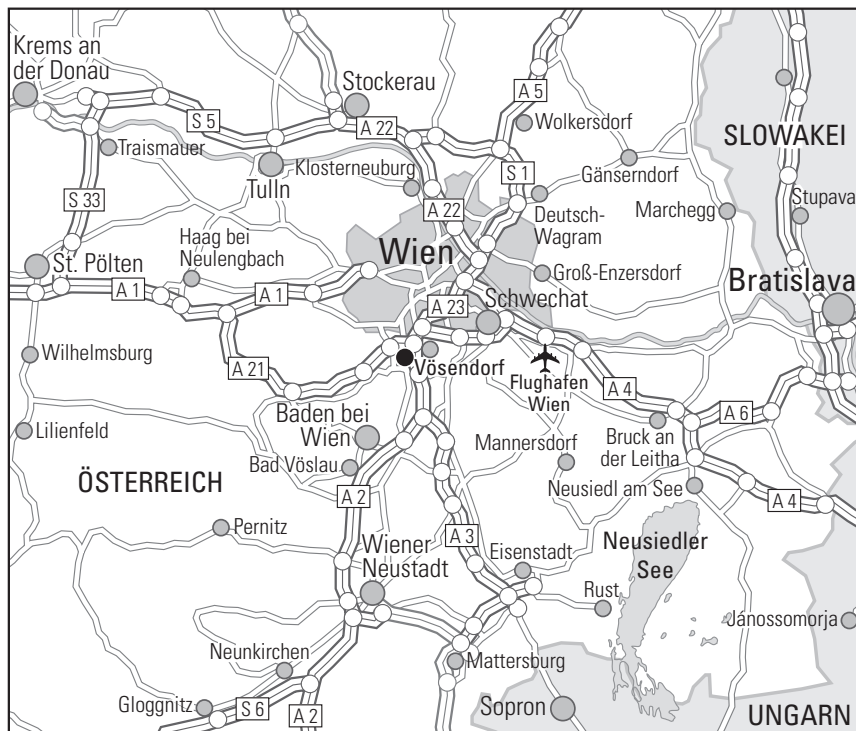 Krems an
der Donau
Stockerau
A 5
S 5
A 22
Wolkersdorf
SLOWAKEI
Traismauer
Klosterneuburg
S 1
Gänserndorf
Tulln
S 33
A 22
Deutsch-
Wagram
Marchegg
Stupava
Haag bei
Neulengbach
Wien
St. Pölten
Groß-Enzersdorf
Bratislava
A 1
A 1
A 23
Schwechat
Wilhelmsburg
A 21
Vösendorf
Flughafen
Wien
A 4
A 6
Baden bei
Wien
Lilienfeld
Mannersdorf
Bruck an
der Leitha
Bad Vöslau
ÖSTERREICH
Neusiedl am See
A 2
A 4
Pernitz
A 3
Wiener
Neustadt
Eisenstadt
Neusiedler
See
Rust
Jánossomorja
Neunkirchen
Mattersburg
Gloggnitz
S 6
A 2
Sopron
UNGARN